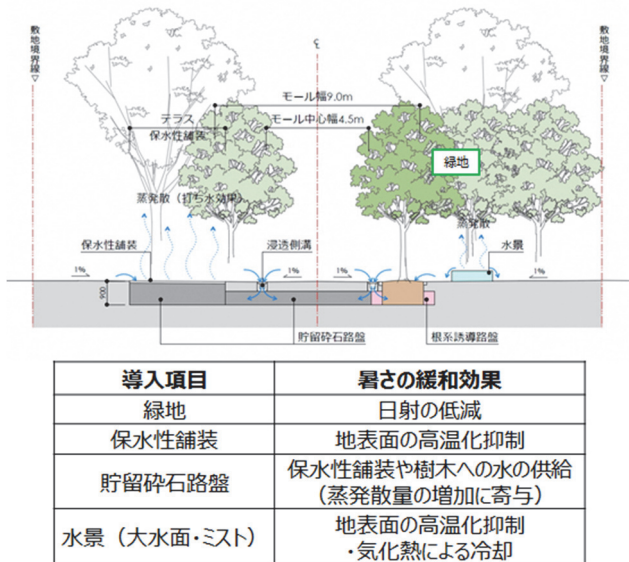 敷地境界線▽
℄
敷地境界線▽
モール幅9.0m
テラス
保水性舗装
モール中心幅4.5m
緑地
蒸発散（打ち水効果）
蒸発散
保水性舗装
浸透側溝
水景
1%
1%
1%
1%
900
貯留砕石路盤
根系誘導路盤
導入項目 暑さの緩和効果
緑地 日射の低減
保水性舗装 地表面の高温化抑制
貯留砕石路盤 保水性舗装や樹木への水の供給
（蒸発散量の増加に寄与）
水景（大水面・ミスト） 地表面の高温化抑制
・気化熱による冷却